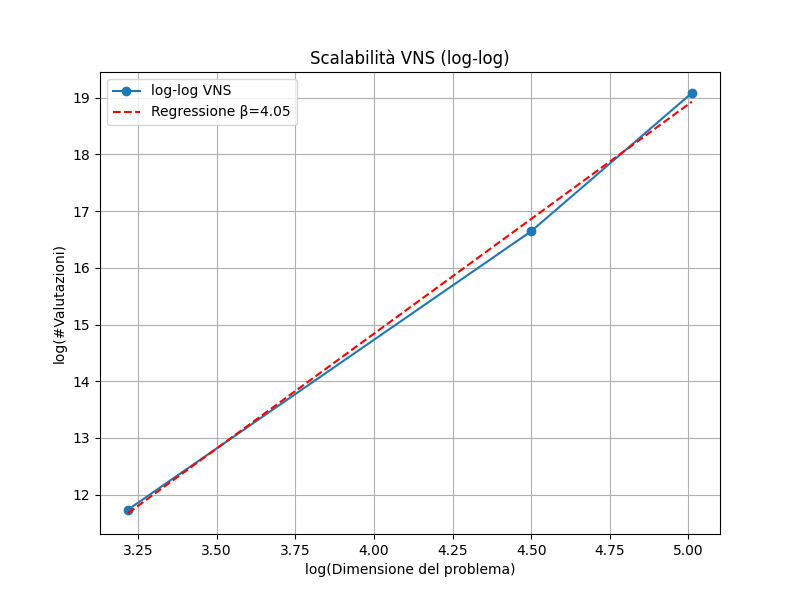 Scalabilità VNS (log-log)
log-log VNS
Regressione β=4.05
log(#Valutazioni)
19
18
17
16
15
14
13
12
3.25 3.50 3.75 4.00 4.25 4.50 4.75 5.00
log(Dimensione del problema)